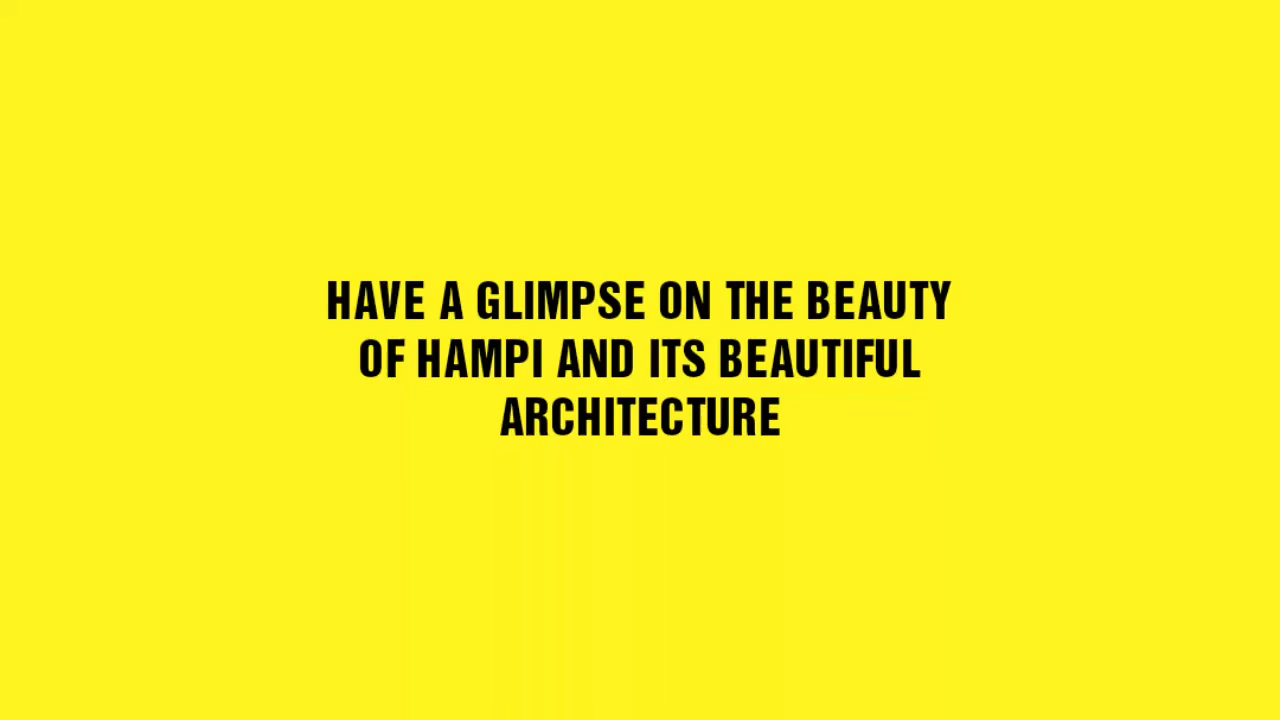 HAVE A GLIMPSE ON THE BEAUTY
OF HAMPI AND ITS BEAUTIFUL
ARCHITECTURE